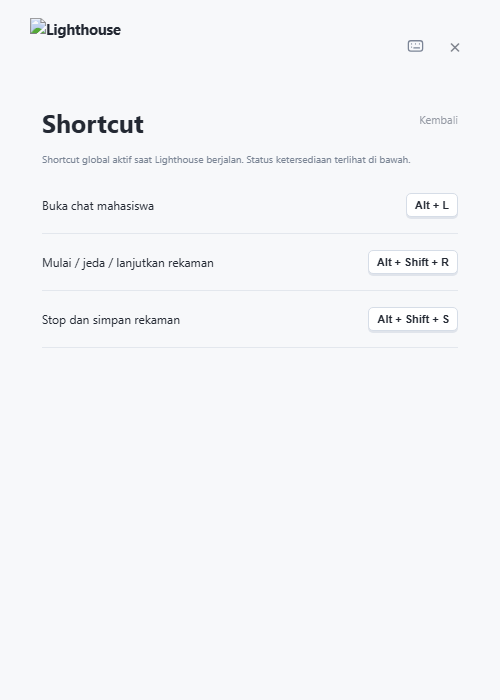 Lighthouse
Shortcut
Kembali
Shortcut global aktif saat Lighthouse berjalan. Status ketersediaan terlihat di bawah.
Buka chat mahasiswa
Alt + L
Mulai / jeda / lanjutkan rekaman
Alt + Shift + R
Stop dan simpan rekaman
Alt + Shift + S